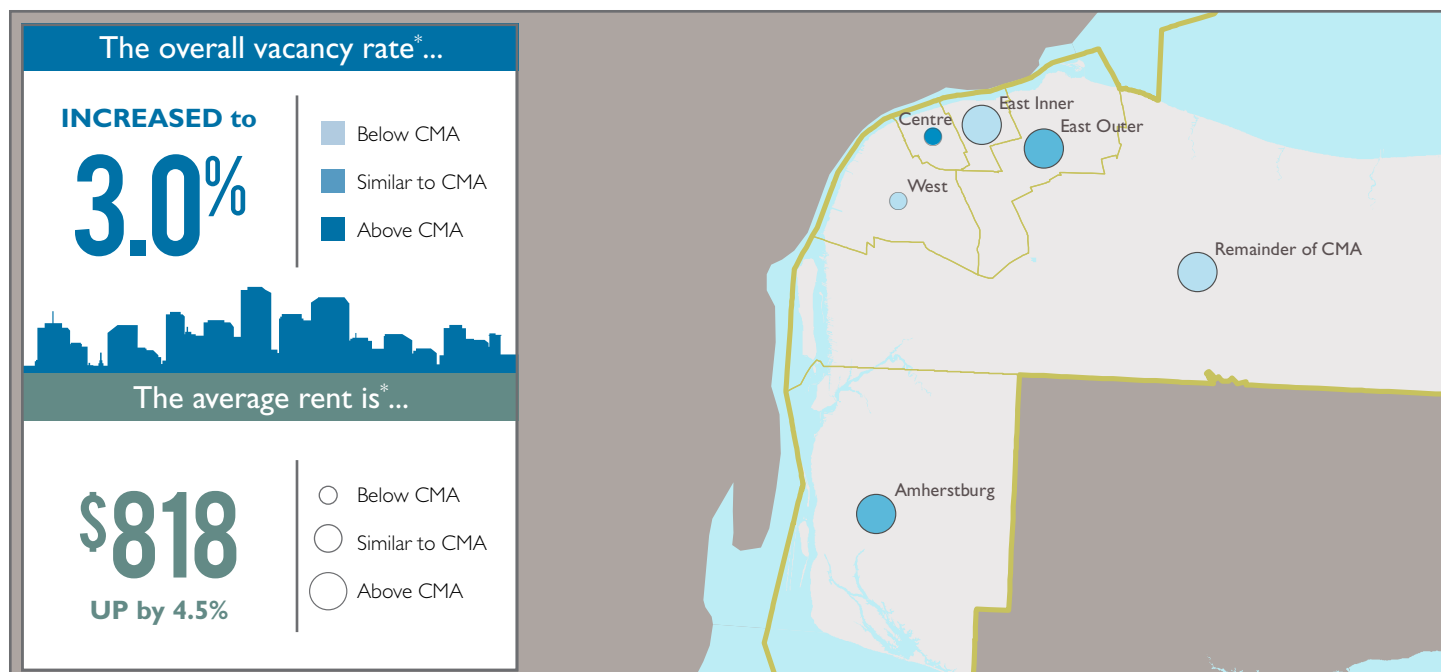 The overall vacancy rate*...
INCREASED to
3.0%
Below CMA
Similar to CMA
Above CMA
The average rent is*...
$818
UP by 4.5%
Below CMA
Similar to CMA
Above CMA
East Inner
Centre
East Outer
West
Remainder of CMA
Amherstburg